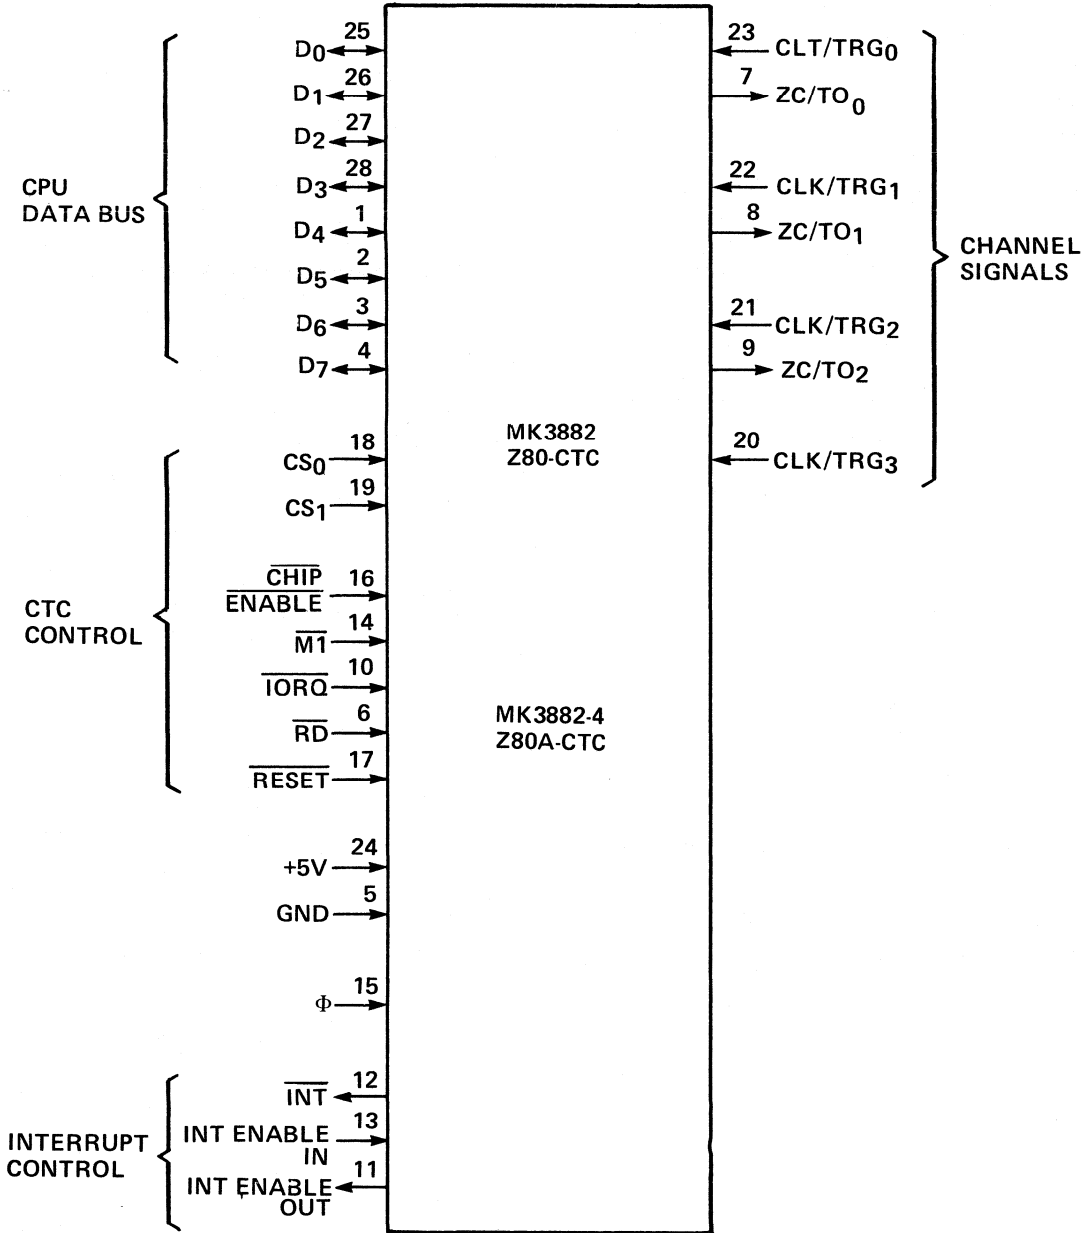 25
D0
26
D1
27
D2
28
D3
1
D4
2
D5
3
D6
4
D7
CPU
DATA BUS
18
CS0
19
CS1
CHIP
ENABLE
16
14
M1
10
IORQ
6
RD
17
RESET
CTC
CONTROL
24
+5V
5
GND
15
Φ
12
INT
13
INT ENABLE
IN
11
INT ENABLE
OUT
INTERRUPT
CONTROL
MK3882
Z80-CTC
MK3882-4
Z80A-CTC
23
CLT/TRG0
7
ZC/TO0
22
CLK/TRG1
8
ZC/TO1
21
CLK/TRG2
9
ZC/TO2
20
CLK/TRG3
CHANNEL
SIGNALS